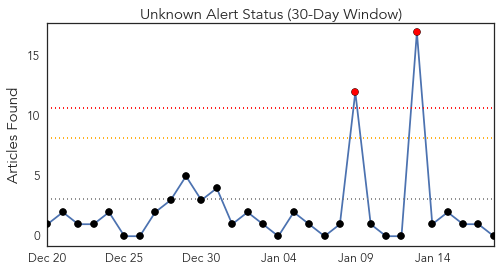 Unknown Alert Status (30-Day Window)
Articles Found
15
10
5
0
Dec 20
Dec 25
Dec 30
Jan 04
Jan 09
Jan 14